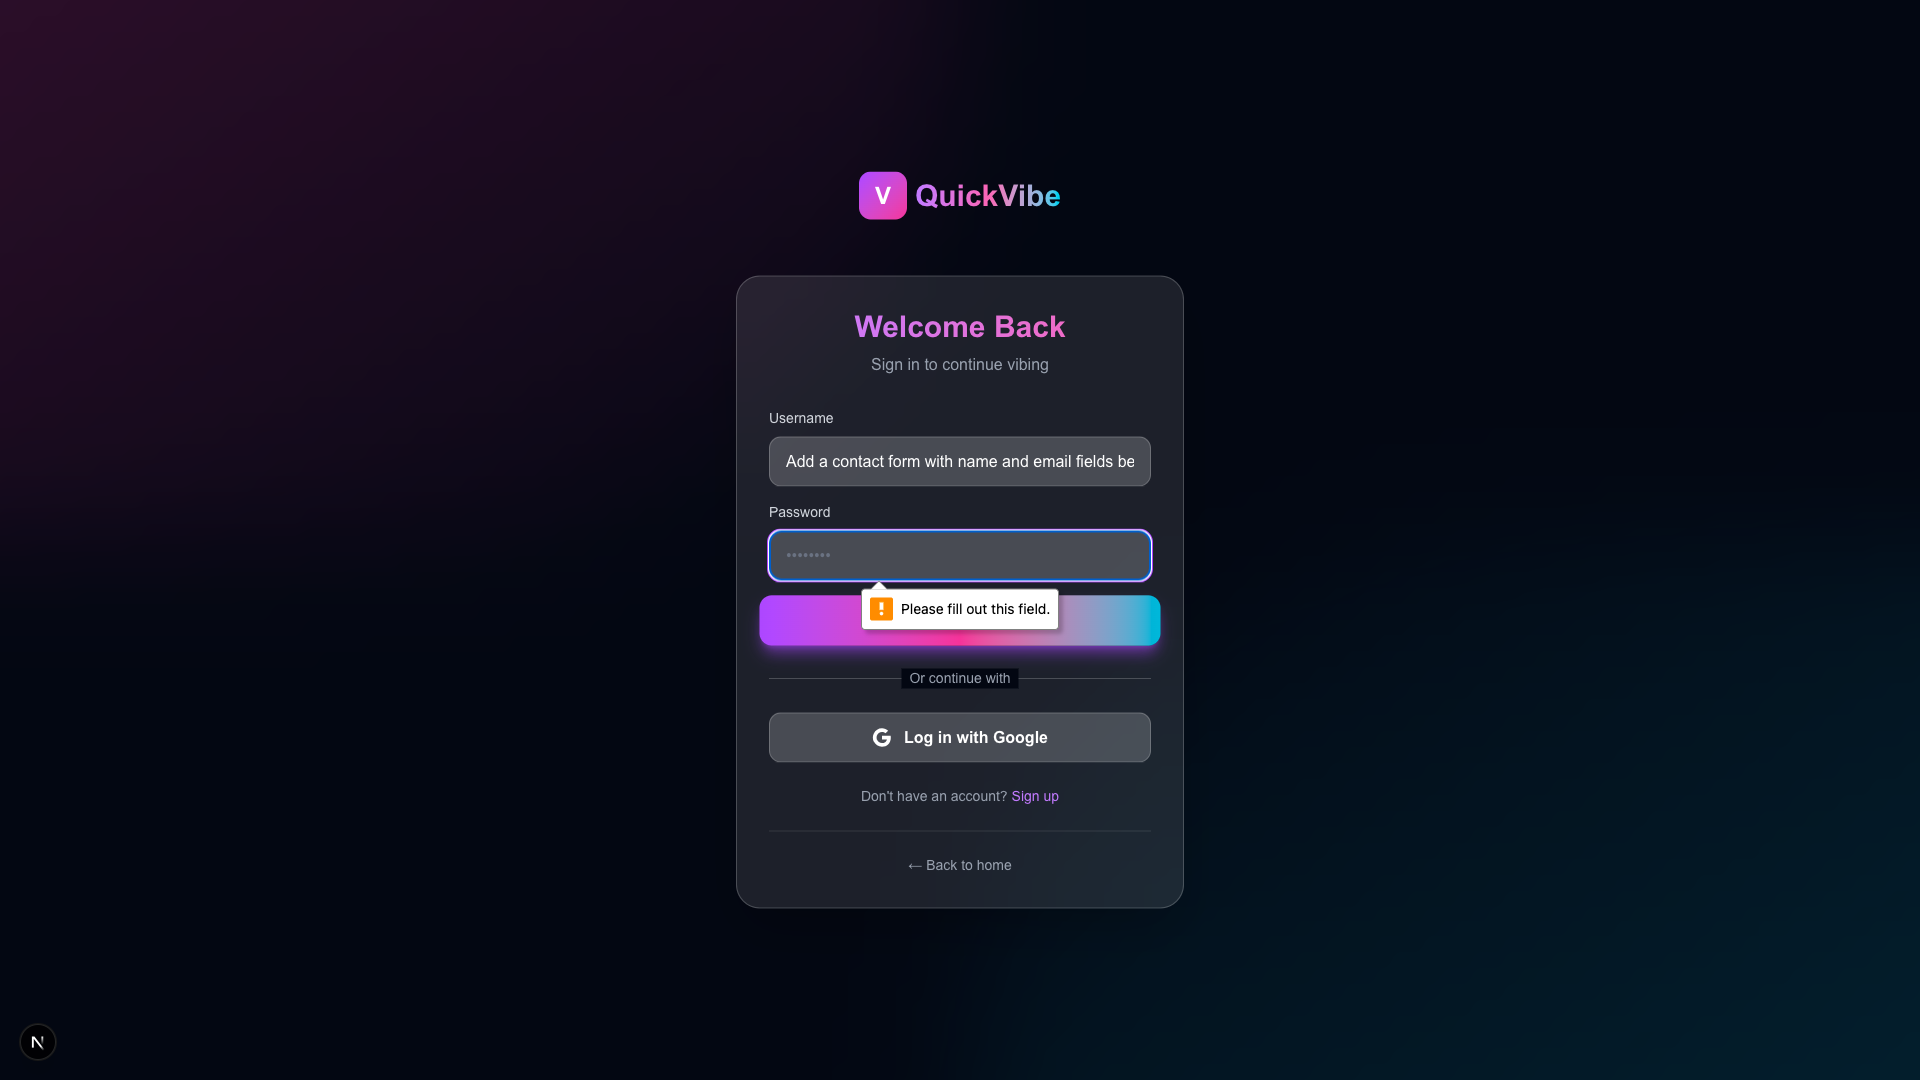 V QuickVibe
Welcome Back
Sign in to continue vibing
Username
Add a contact form with name and email fields be
Password
••••••••
! Please fill out this field.
Or continue with
G Log in with Google
Don't have an account? Sign up
← Back to home
N